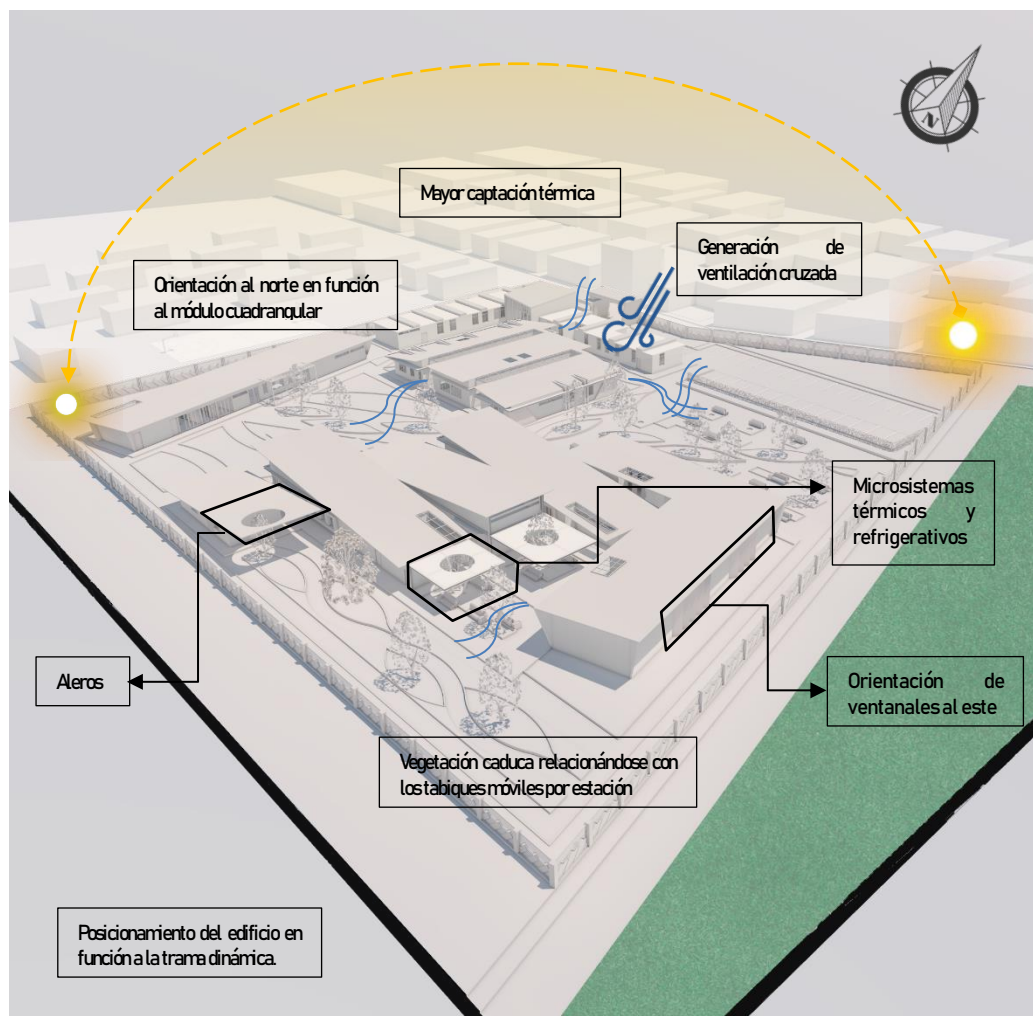 N
Mayor captación térmica
Generación de
ventilación cruzada
Orientación al norte en función
al módulo cuadrangular
Microsistemas
térmicos y
refrigerativos
Aleros
Orientación de
ventanales al este
Vegetación caduca relacionándose con
los tabiques móviles por estación
Posicionamiento del edificio en
función a la trama dinámica.